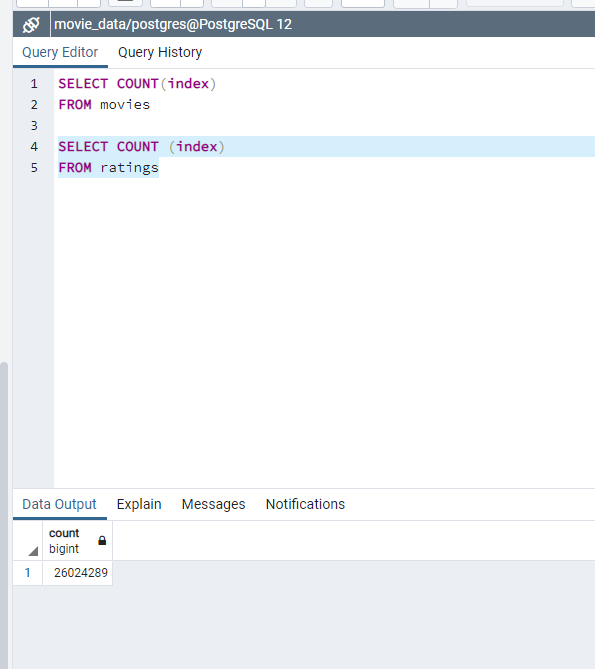 movie_data/postgres@PostgreSQL 12
Query Editor Query History
1 SELECT COUNT(index)
2 FROM movies
3
4 SELECT COUNT (index)
5 FROM ratings
Data Output Explain Messages Notifications
count
bigint
1 26024289